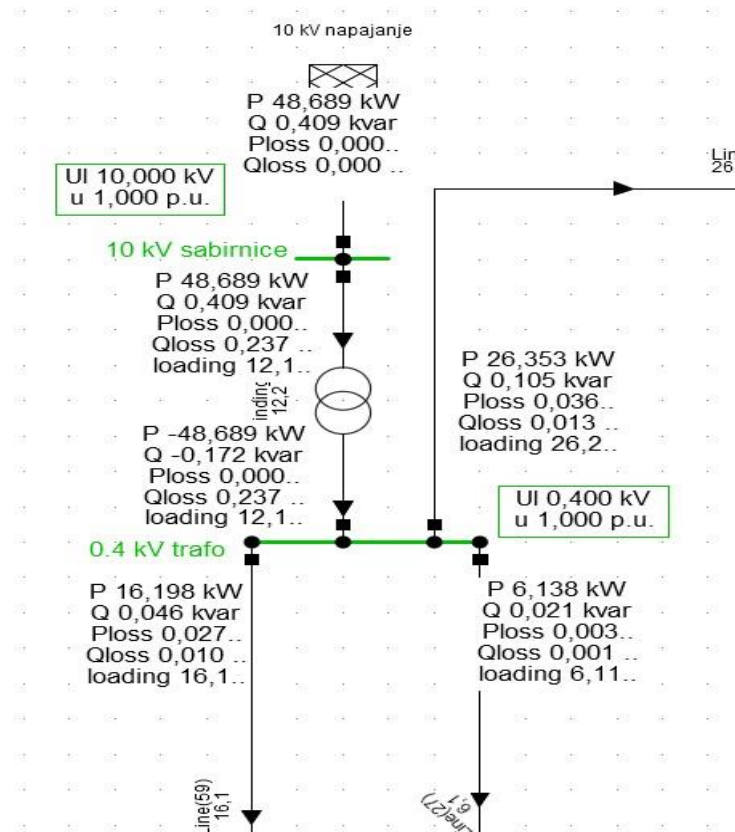 10 kV napajanje
P 48,689 kW
Q 0,409 kvar
Ploss 0,000..
Qloss 0,000 ..
Ul 10,000 kV
u 1,000 p.u.
Lin
26
10 kV sabirnice
P 48,689 kW
Q 0,409 kvar
Ploss 0,000..
Qloss 0,237 ..
loading 12,1..
inding
12,2
P 26,353 kW
Q 0,105 kvar
Ploss 0,036..
Qloss 0,013 ..
loading 26,2..
P -48,689 kW
Q -0,172 kvar
Ploss 0,000..
Qloss 0,237 ..
loading 12,1..
Ul 0,400 kV
u 1,000 p.u.
0.4 kV trafo
P 16,198 kW
Q 0,046 kvar
Ploss 0,027..
Qloss 0,010 ..
loading 16,1..
P 6,138 kW
Q 0,021 kvar
Ploss 0,003..
Qloss 0,001 ..
loading 6,11..
Line(59)
16,1
Line(27)
6,1